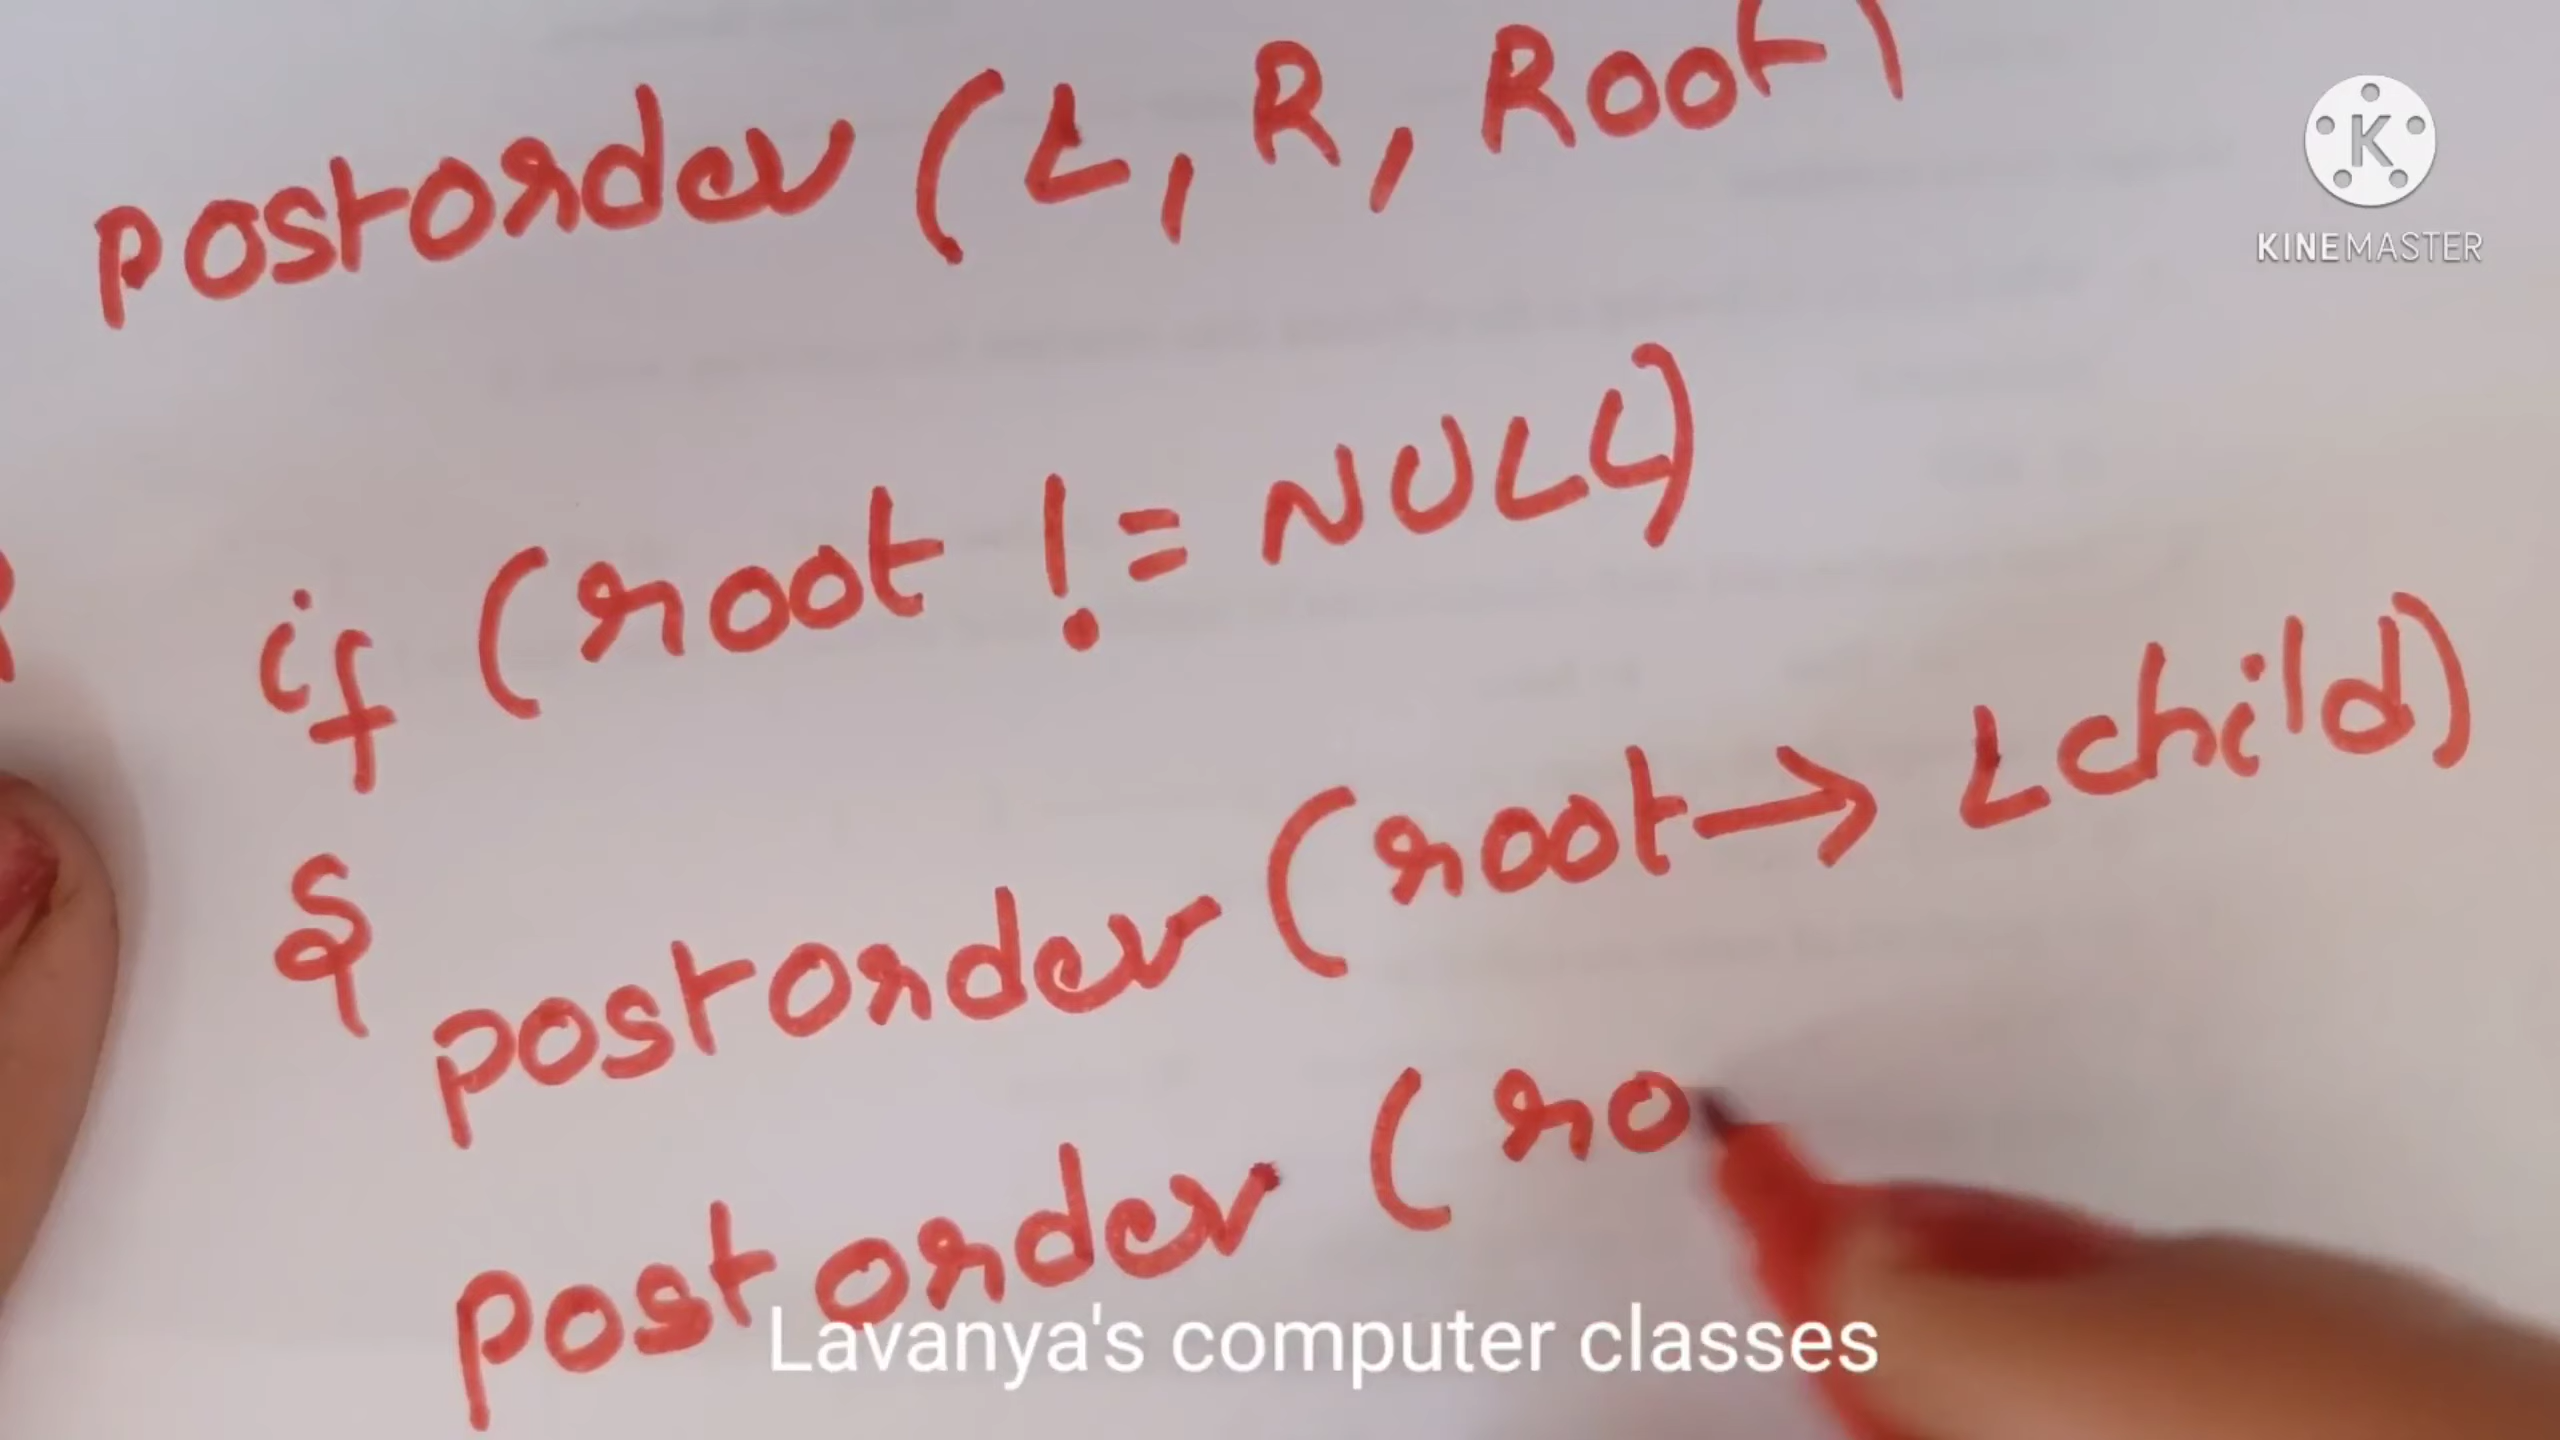 postorder (L, R, Root)
KINEMASTER
if (root != NULL)
{
postorder (root→ Lchild)
postorder ( ro
Lavanya's computer classes